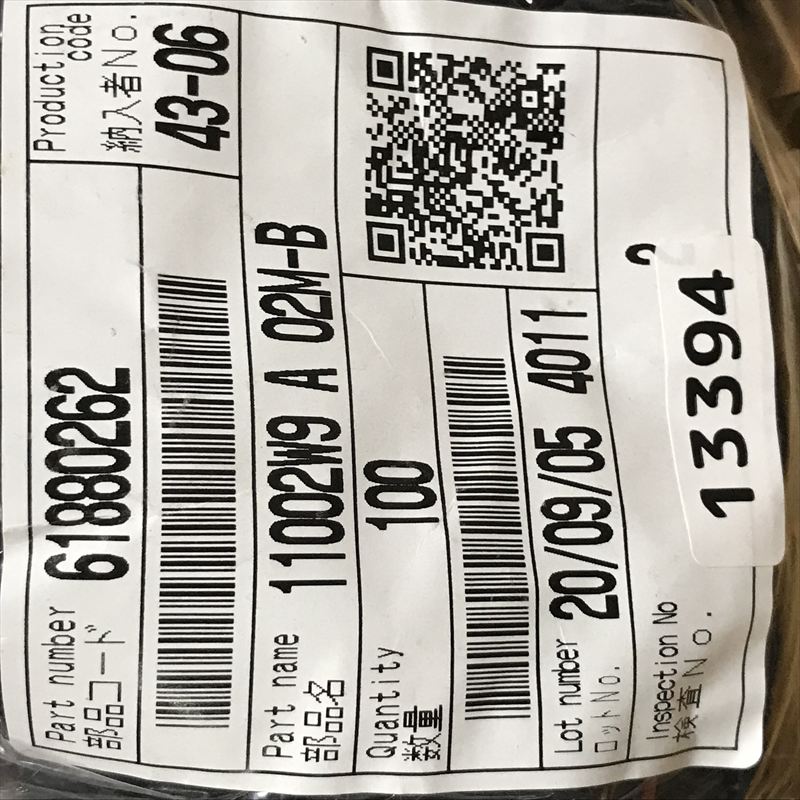 Part number
部品コード
61880262
Production
code
納入者No.
43-06
Part name
部品名
11002W9 A 02M-B
Quantity
数量
100
Lot number
ロットNo.
20/09/05 4011
Inspection No
検査No.
2
13394